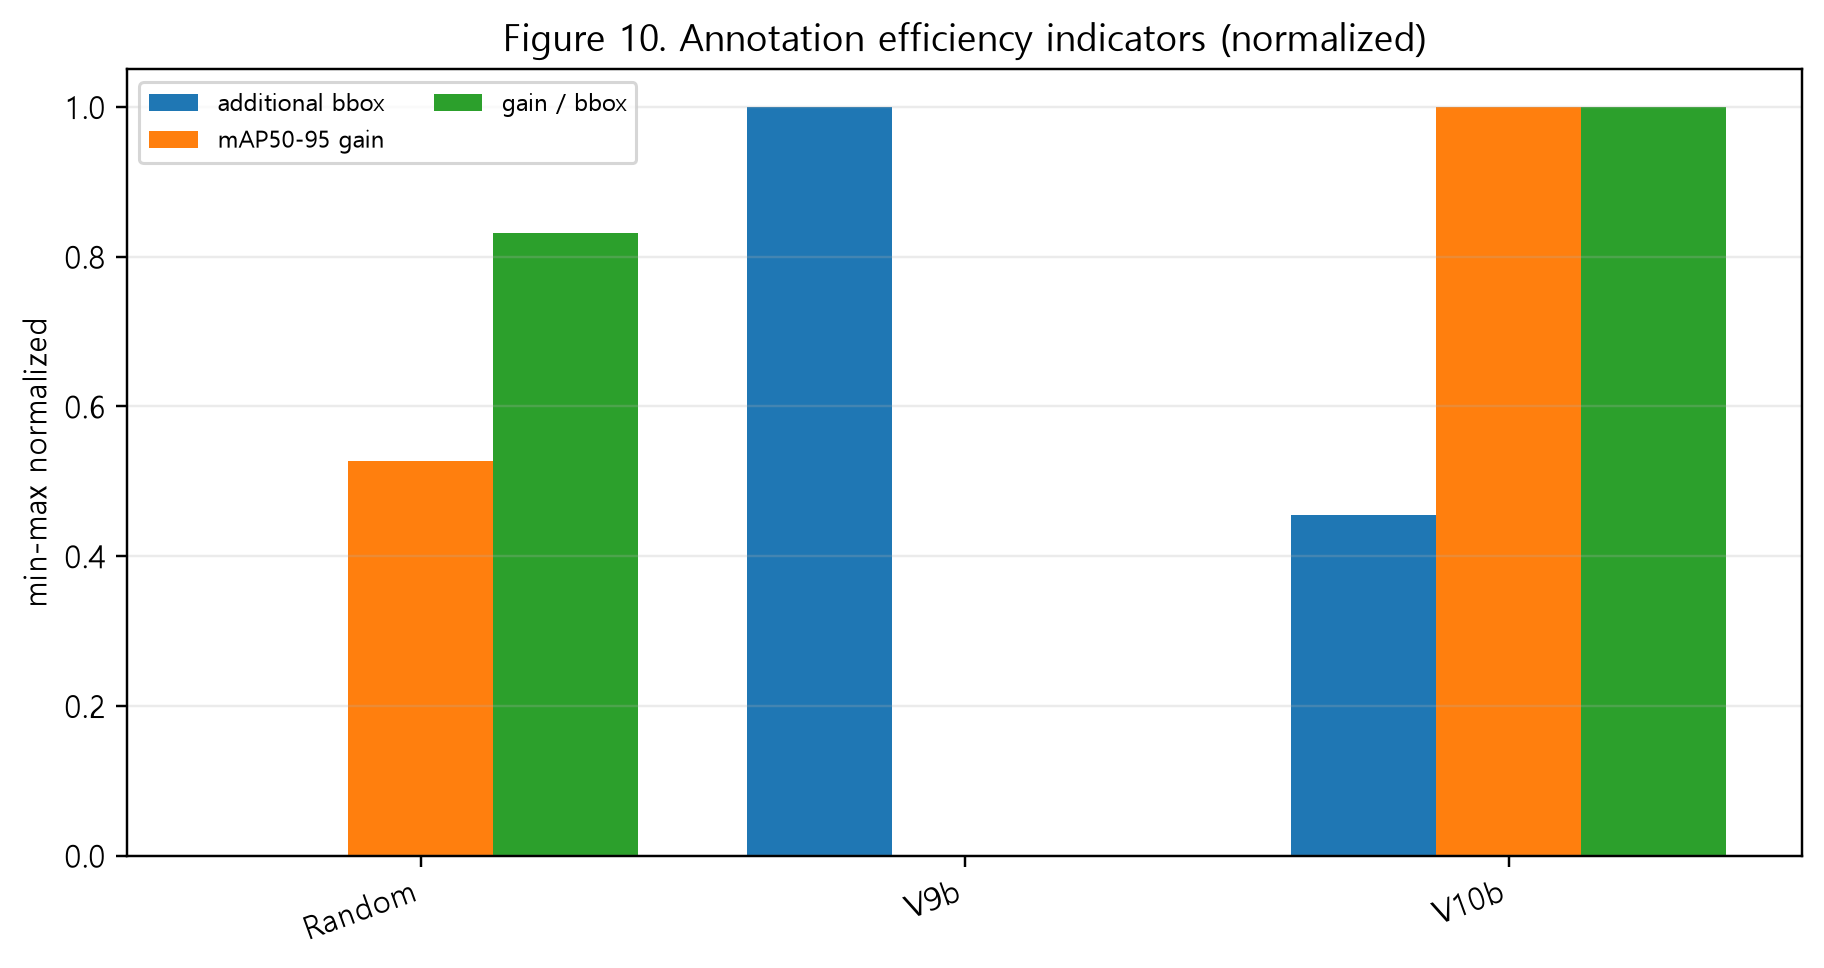 Figure 10. Annotation efficiency indicators (normalized)
additional bbox
mAP50-95 gain
gain / bbox
min-max normalized
1.0
0.8
0.6
0.4
0.2
0.0
Random
V9b
V10b